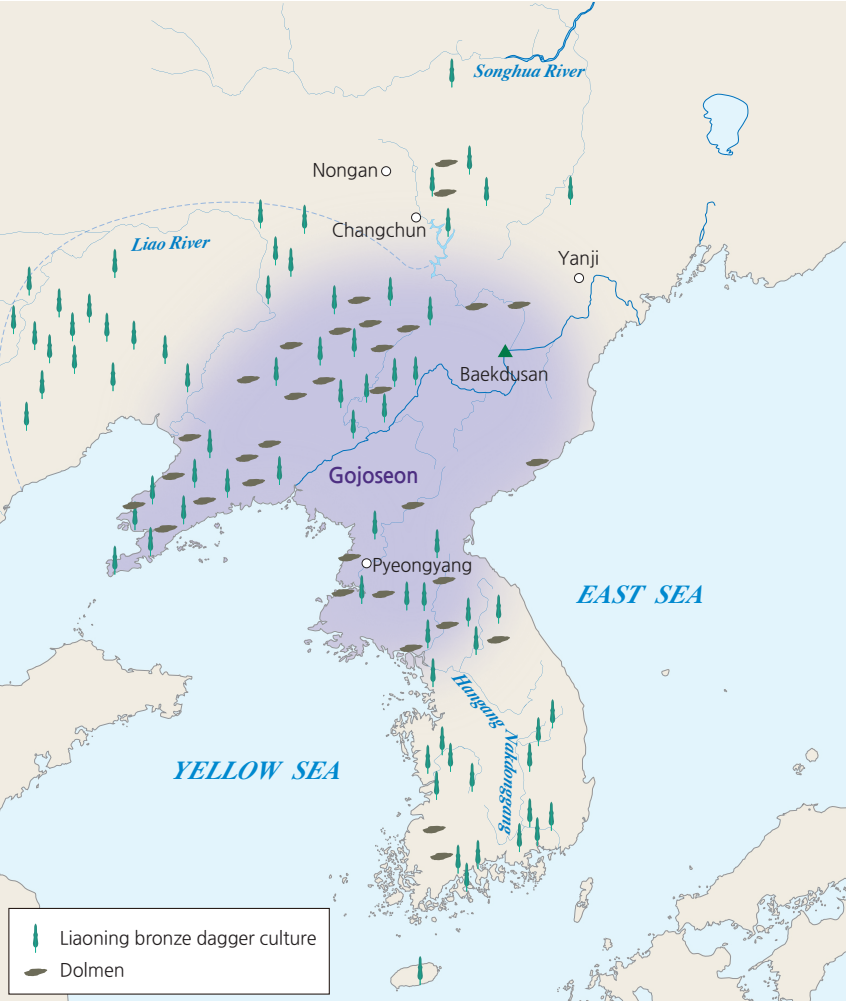 Songhua River
Nongan
Changchun
Liao River
Yanji
Baekdusan
Gojoseon
Pyeongyang
EAST SEA
Hangang
Nakdonggang
YELLOW SEA
Liaoning bronze dagger culture
Dolmen